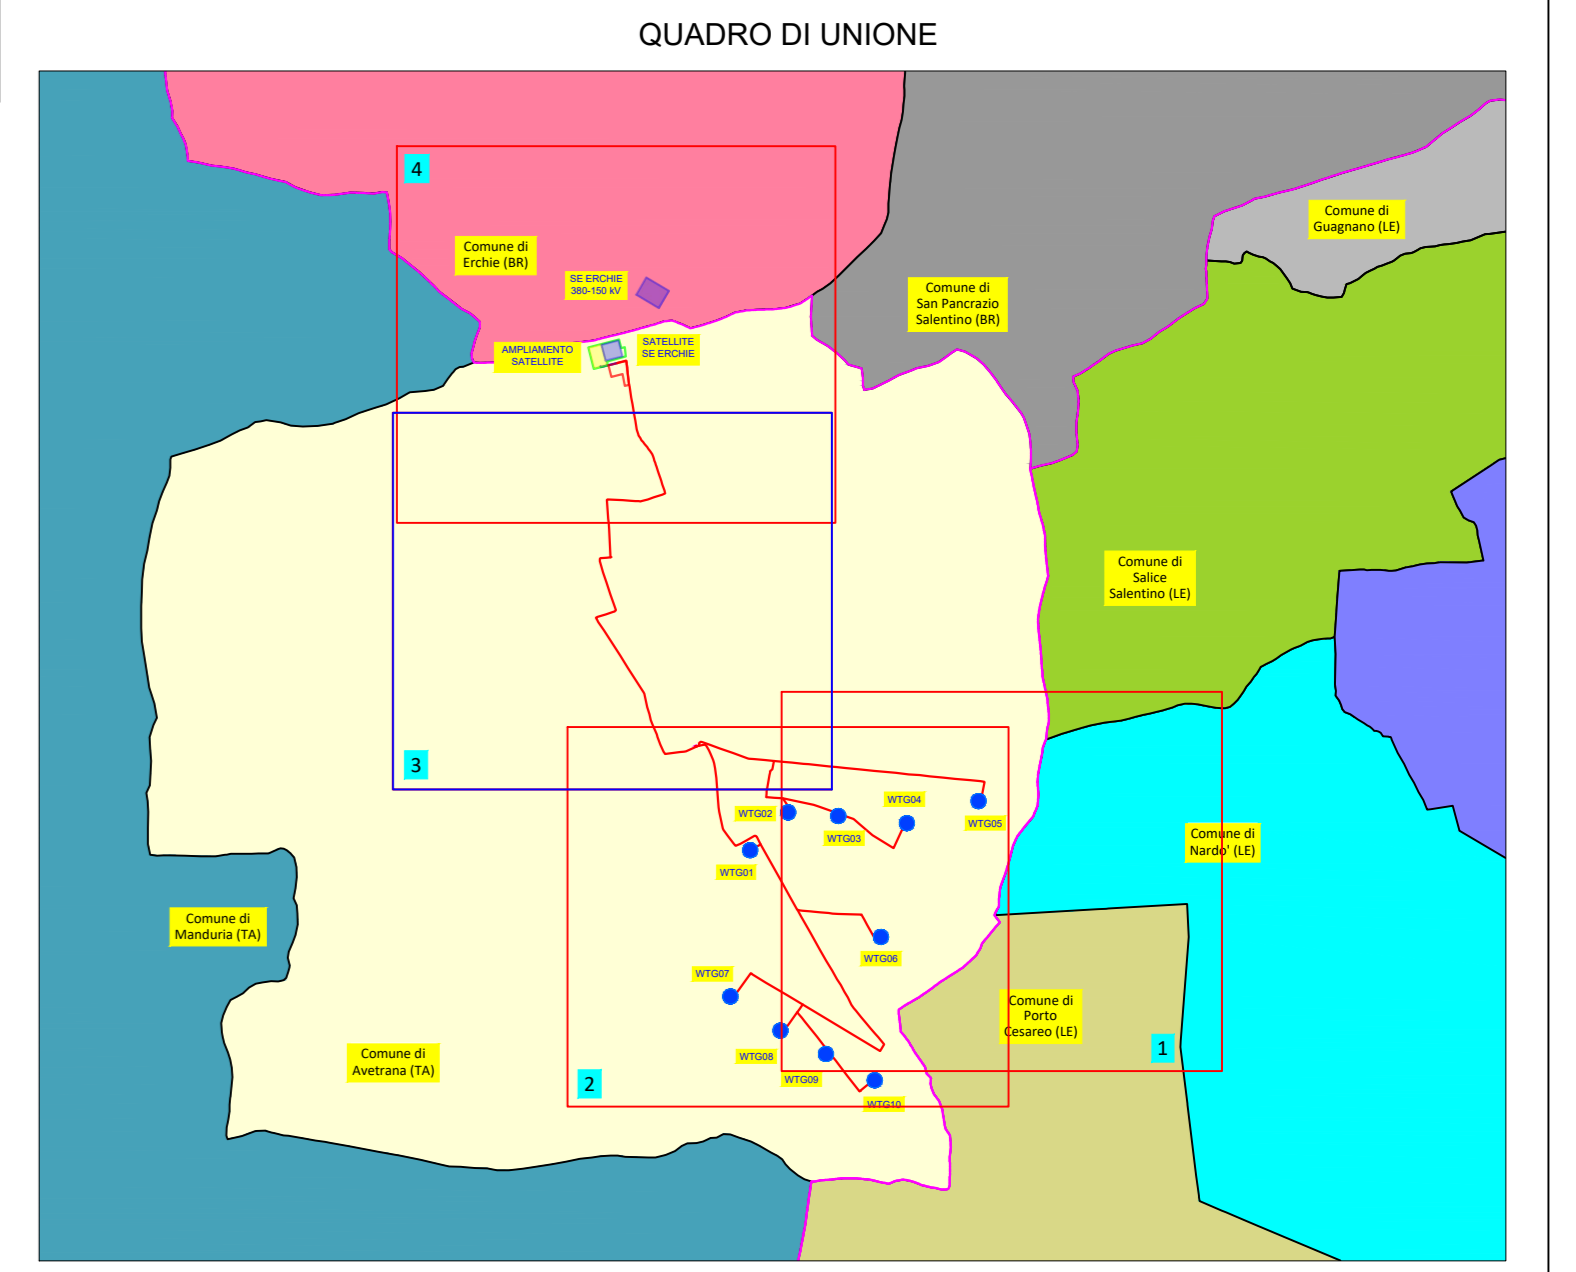 QUADRO DI UNIONE
4
Comune di
Erchie (BR)
SE ERCHIE
380-150 kV
AMPLIAMENTO
SATELLITE
SATELLITE
SE ERCHIE
Comune di
San Pancrazio
Salentino (BR)
Comune di
Guagnano (LE)
Comune di
Salice
Salentino (LE)
3
WTG02
WTG04
WTG03
WTG05
WTG01
Comune di
Nardo' (LE)
Comune di
Manduria (TA)
WTG06
WTG07
Comune di
Porto
Cesareo (LE)
1
Comune di
Avetrana (TA)
WTG08
2
WTG09
WTG10